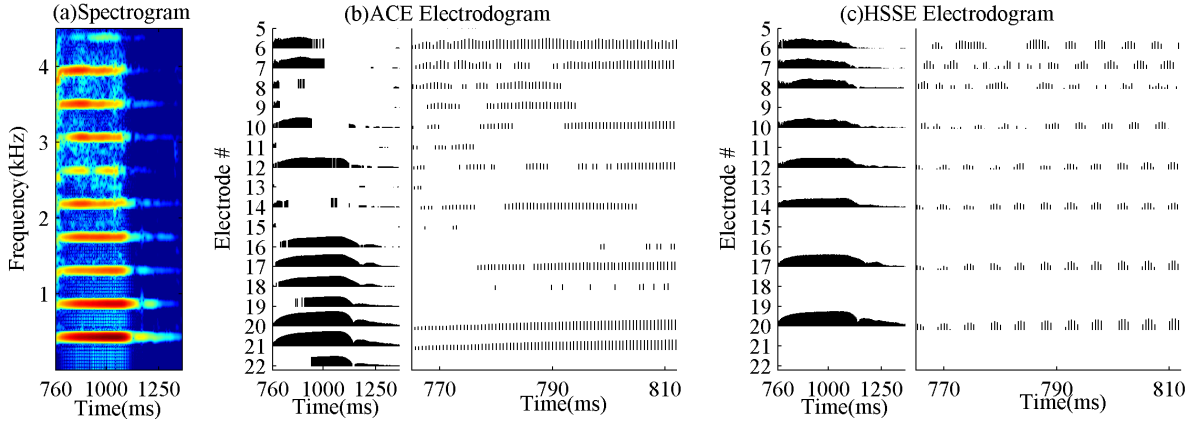 (a)Spectrogram
(b)ACE Electrodogram
(c)HSSE Electrodogram
Frequency(kHz)
4
3
2
1
760 1000 1250
Time(ms)
Electrode #
5
6
7
8
9
10
11
12
13
14
15
16
17
18
19
20
21
22
760 1000 1250
Time(ms)
770 790 812
Time(ms)
Electrode #
5
6
7
8
9
10
11
12
13
14
15
16
17
18
19
20
21
22
760 1000 1250
Time(ms)
770 790 812
Time(ms)